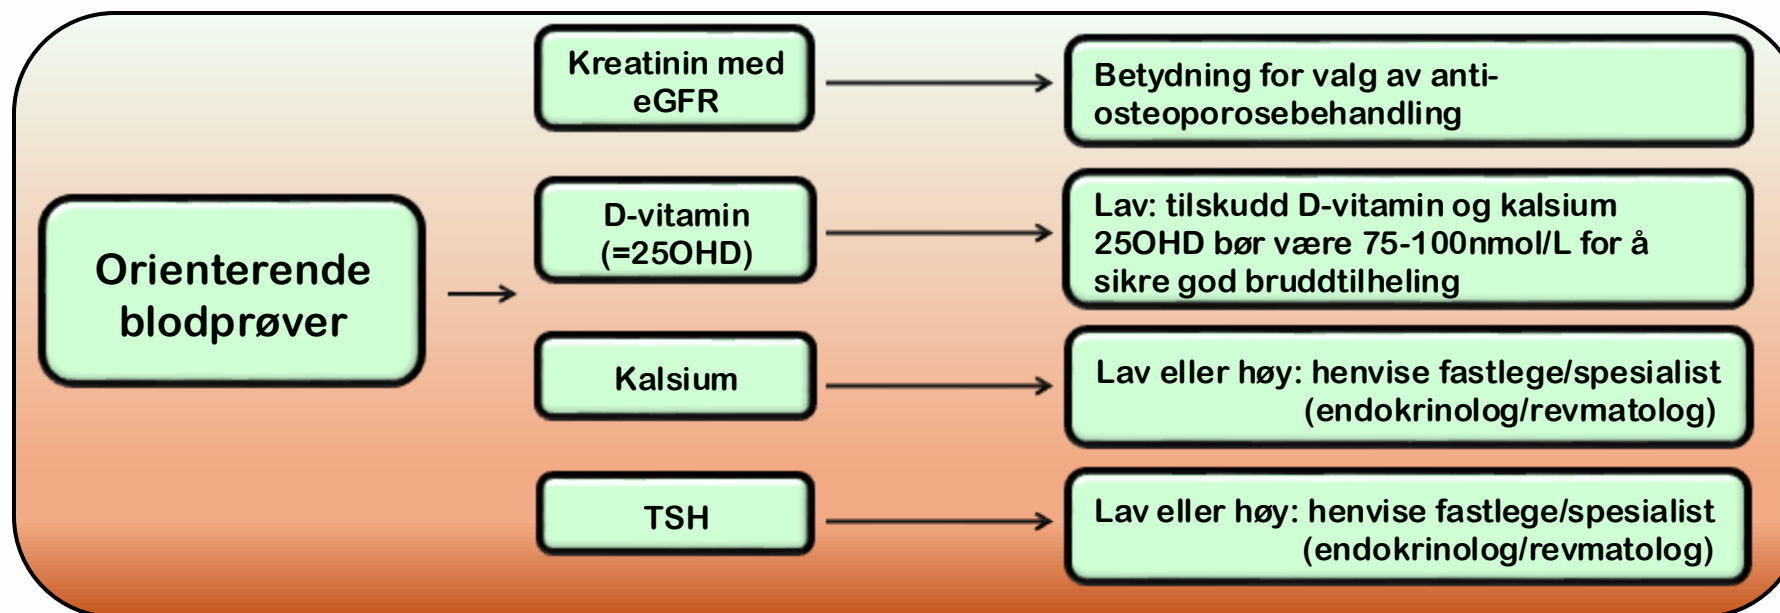 Orienterende
blodprøver
Kreatinin med
eGFR
Betydning for valg av anti-
osteoporosebehandling
D-vitamin
(=25OHD)
Lav: tilskudd D-vitamin og kalsium
25OHD bør være 75-100nmol/L for å
sikre god bruddtilheling
Kalsium
Lav eller høy: henvise fastlege/spesialist
(endokrinolog/revmatolog)
TSH
Lav eller høy: henvise fastlege/spesialist
(endokrinolog/revmatolog)